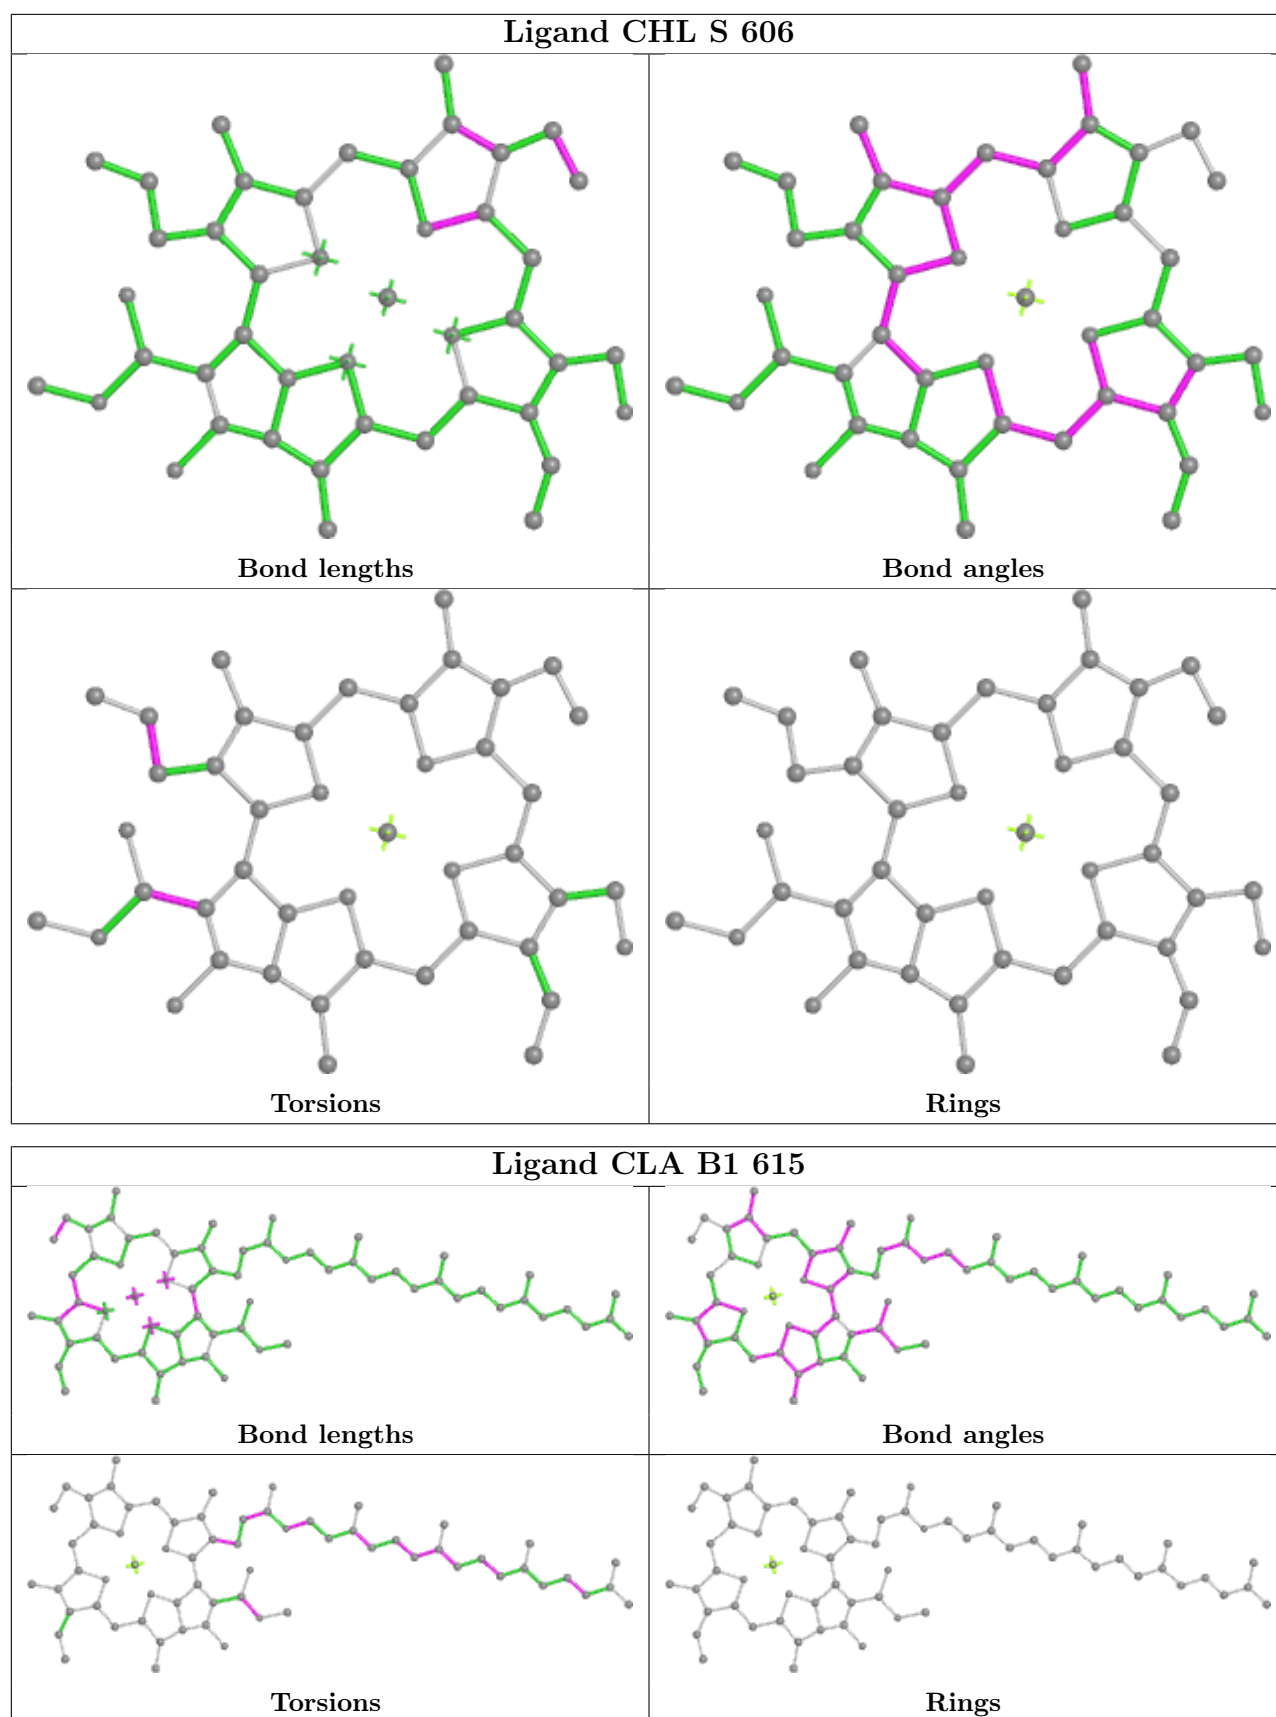 Ligand CHL S 606
Bond lengths
Bond angles
Torsions
Rings
Ligand CLA B1 615
Bond lengths
Bond angles
Torsions
Rings